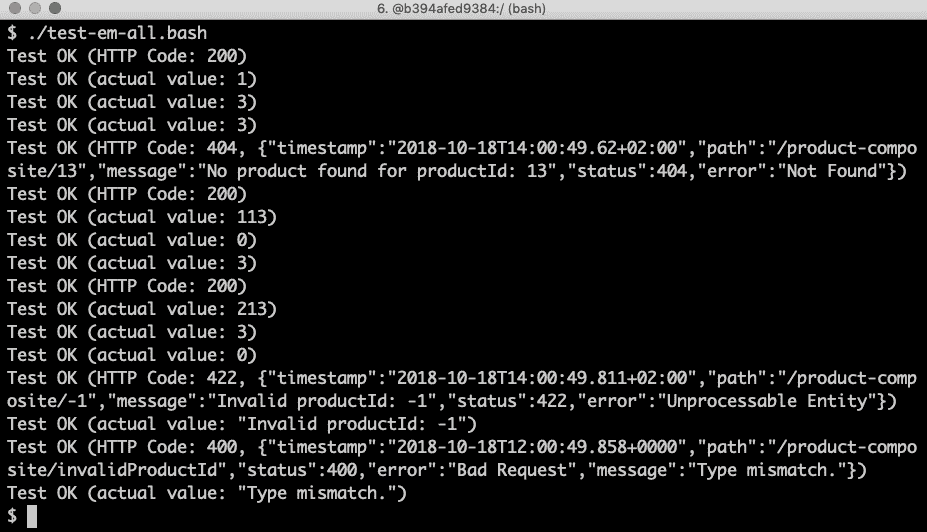 6. @b394afed9384:/ (bash)
$ ./test-em-all.bash
Test OK (HTTP Code: 200)
Test OK (actual value: 1)
Test OK (actual value: 3)
Test OK (actual value: 3)
Test OK (HTTP Code: 404, {"timestamp":"2018-10-18T14:00:49.62+02:00","path":"/product-compo
site/13","message":"No product found for productId: 13","status":404,"error":"Not Found"})
Test OK (HTTP Code: 200)
Test OK (actual value: 113)
Test OK (actual value: 0)
Test OK (actual value: 3)
Test OK (HTTP Code: 200)
Test OK (actual value: 213)
Test OK (actual value: 3)
Test OK (actual value: 0)
Test OK (HTTP Code: 422, {"timestamp":"2018-10-18T14:00:49.811+02:00","path":"/product-comp
osite/-1","message":"Invalid productId: -1","status":422,"error":"Unprocessable Entity"})
Test OK (actual value: "Invalid productId: -1")
Test OK (HTTP Code: 400, {"timestamp":"2018-10-18T12:00:49.858+0000","path":"/product-compo
site/invalidProductId","status":400,"error":"Bad Request","message":"Type mismatch."})
Test OK (actual value: "Type mismatch.")
$